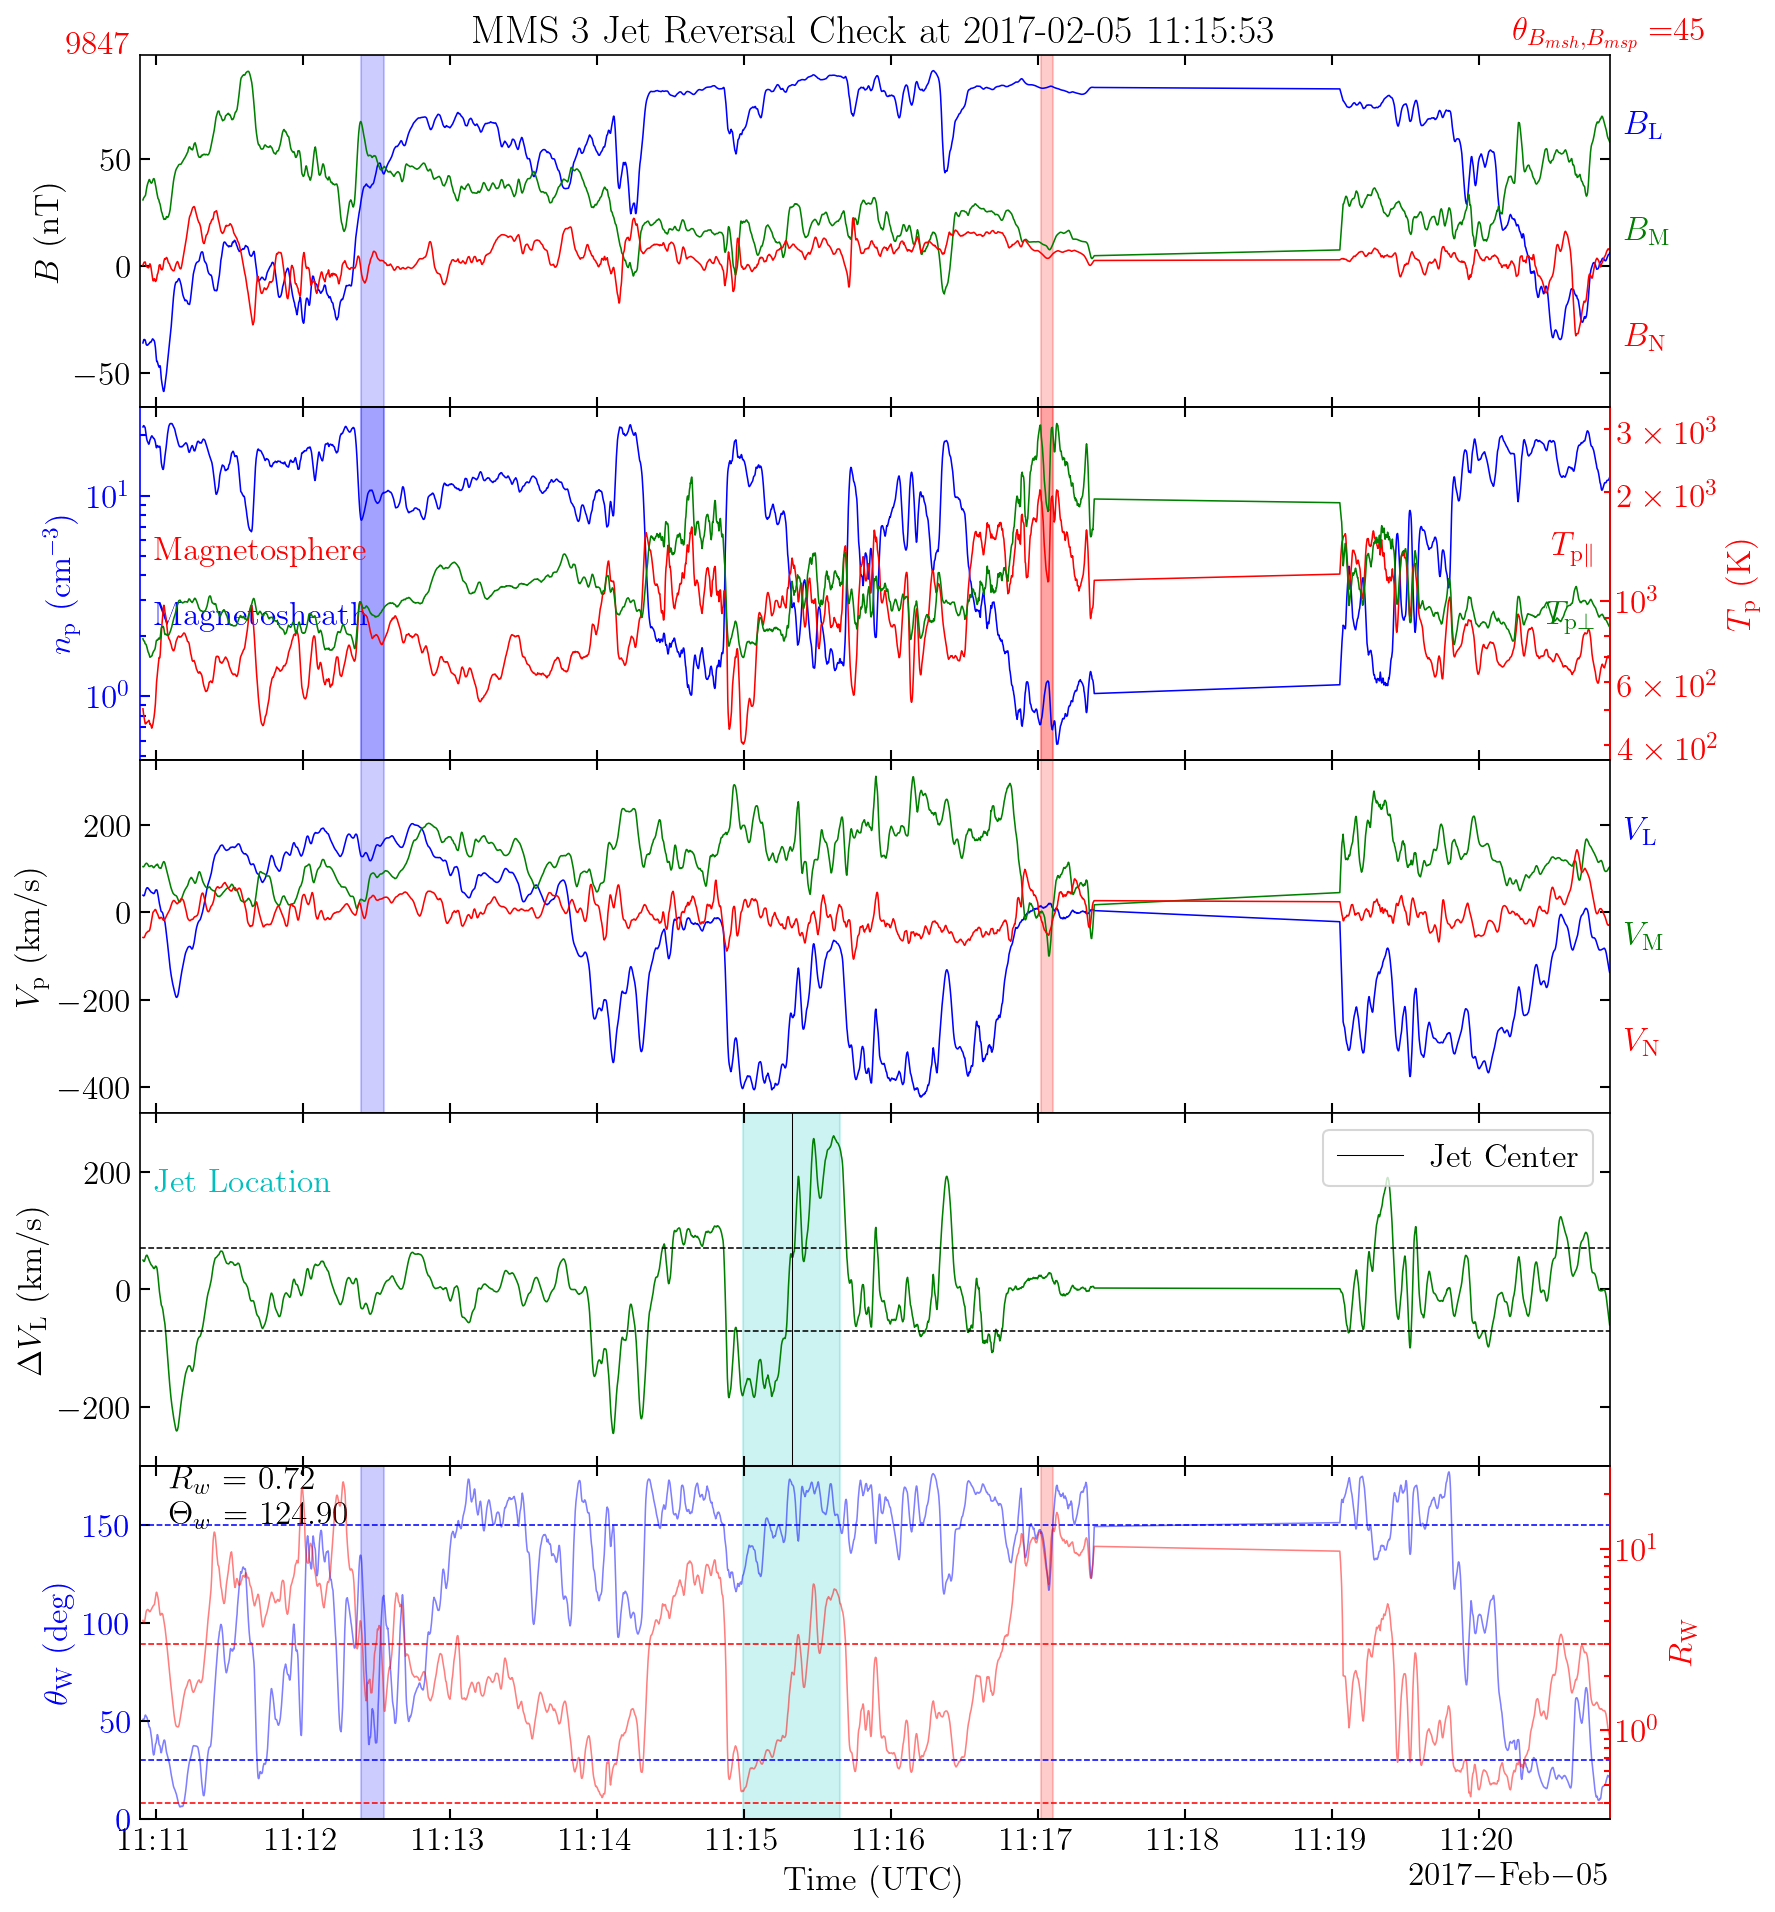 MMS 3 Jet Reversal Check at 2017-02-05 11:15:53
9847
θ_{B_{msh},B_{msp}} =45
50
0
−50
B (nT)
B_L
B_M
B_N
10^1
10^0
n_p (cm^{−3})
Magnetosphere
Magnetosheath
T_{p∥}
T_{p⊥}
3 × 10^3
2 × 10^3
10^3
6 × 10^2
4 × 10^2
T_p (K)
200
0
−200
−400
V_p (km/s)
V_L
V_M
V_N
200
0
−200
ΔV_L (km/s)
Jet Location
Jet Center
R_w = 0.72
Θ_w = 124.90
150
100
50
0
θ_W (deg)
10^1
10^0
R_W
11:11 11:12 11:13 11:14 11:15 11:16 11:17 11:18 11:19 11:20
Time (UTC)
2017−Feb−05